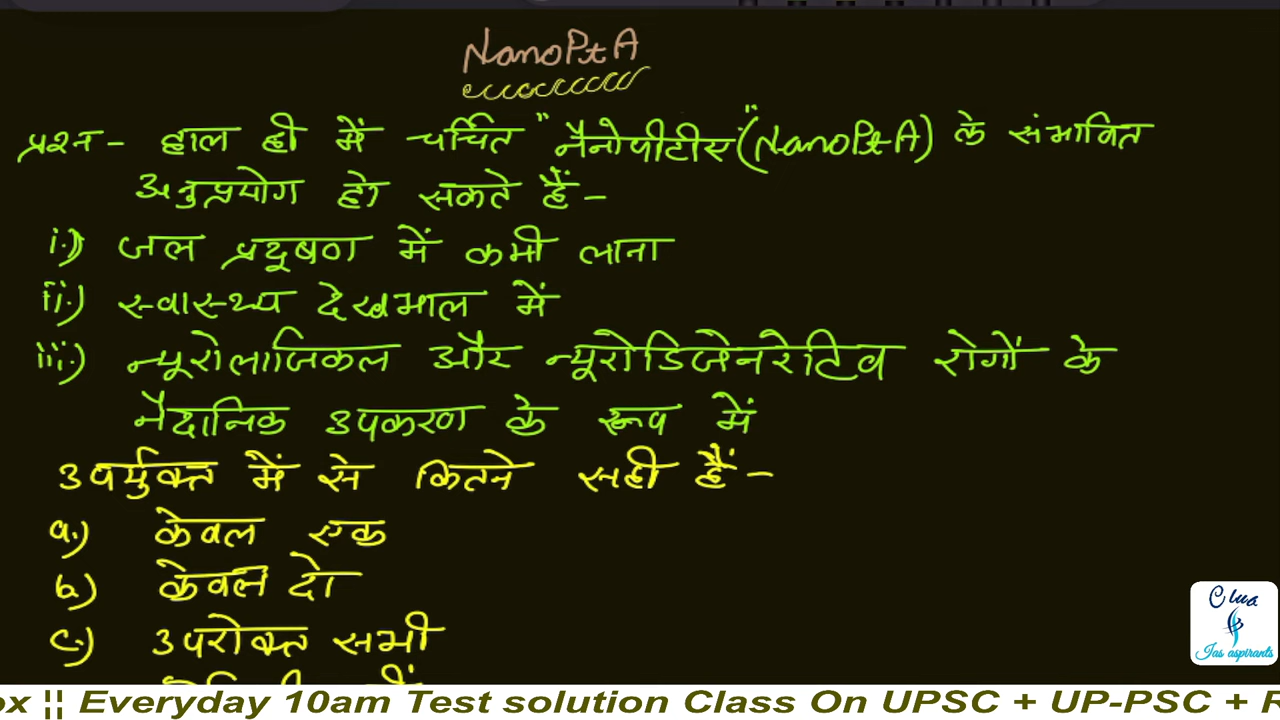 NanoPtA
प्रश्न - हाल ही में चर्चित "नैनोपीटीए" (NanoPtA) के संभावित
अनुप्रयोग हो सकते हैं -
i.) जल प्रदूषण में कमी लाना
ii.) स्वास्थ्य देखभाल में
iii.) न्यूरोलाजिकल और न्यूरोडिजेनरेटिव रोगों के
नैदानिक उपकरण के रूप में
उपर्युक्त में से कितने सही हैं -
a.) केवल एक
b.) केवल दो
c.) उपरोक्त सभी
Clua
Ias aspirants
ox ¦¦ Everyday 10am Test solution Class On UPSC + UP-PSC + R